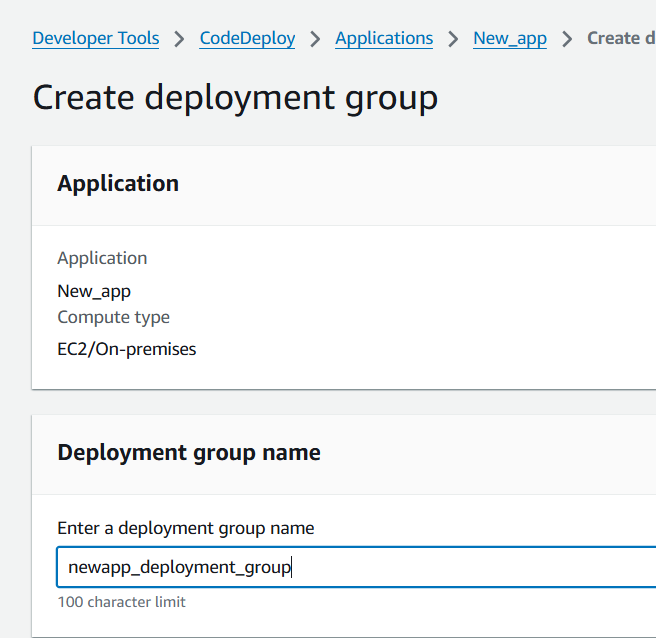 Developer Tools > CodeDeploy > Applications > New_app > Create d
Create deployment group
Application
Application
New_app
Compute type
EC2/On-premises
Deployment group name
Enter a deployment group name
newapp_deployment_group
100 character limit